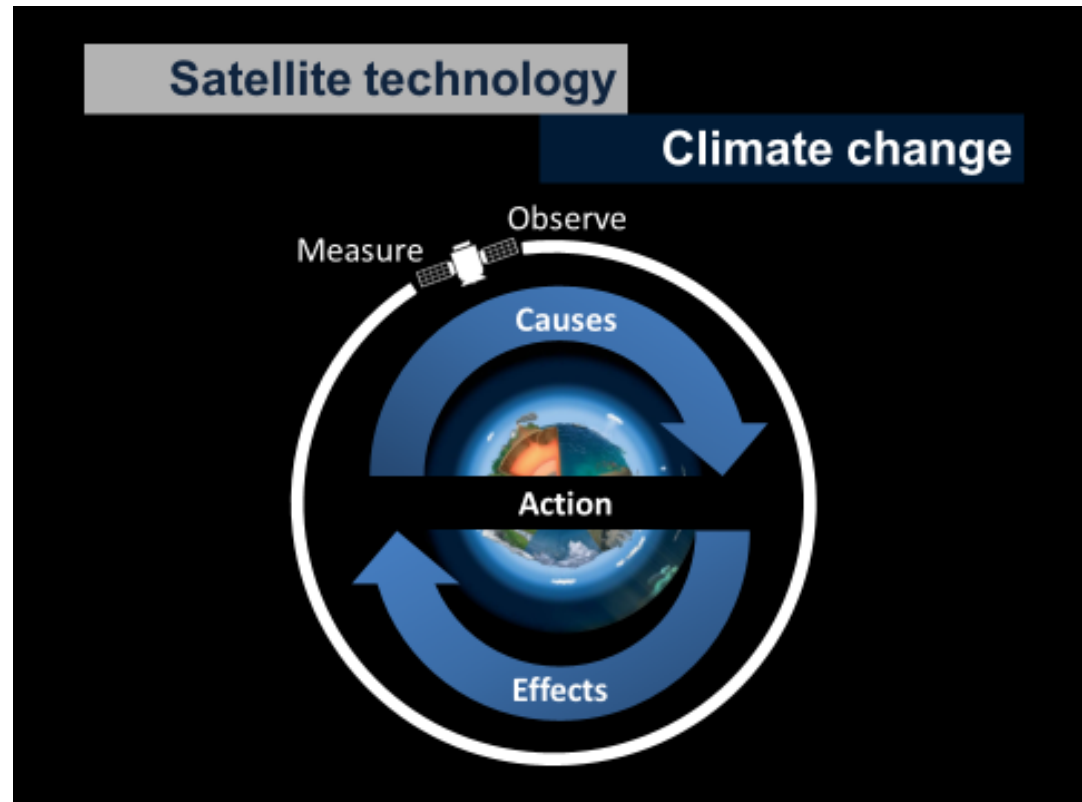 Satellite technology
Climate change
Observe
Measure
Causes
Action
Effects